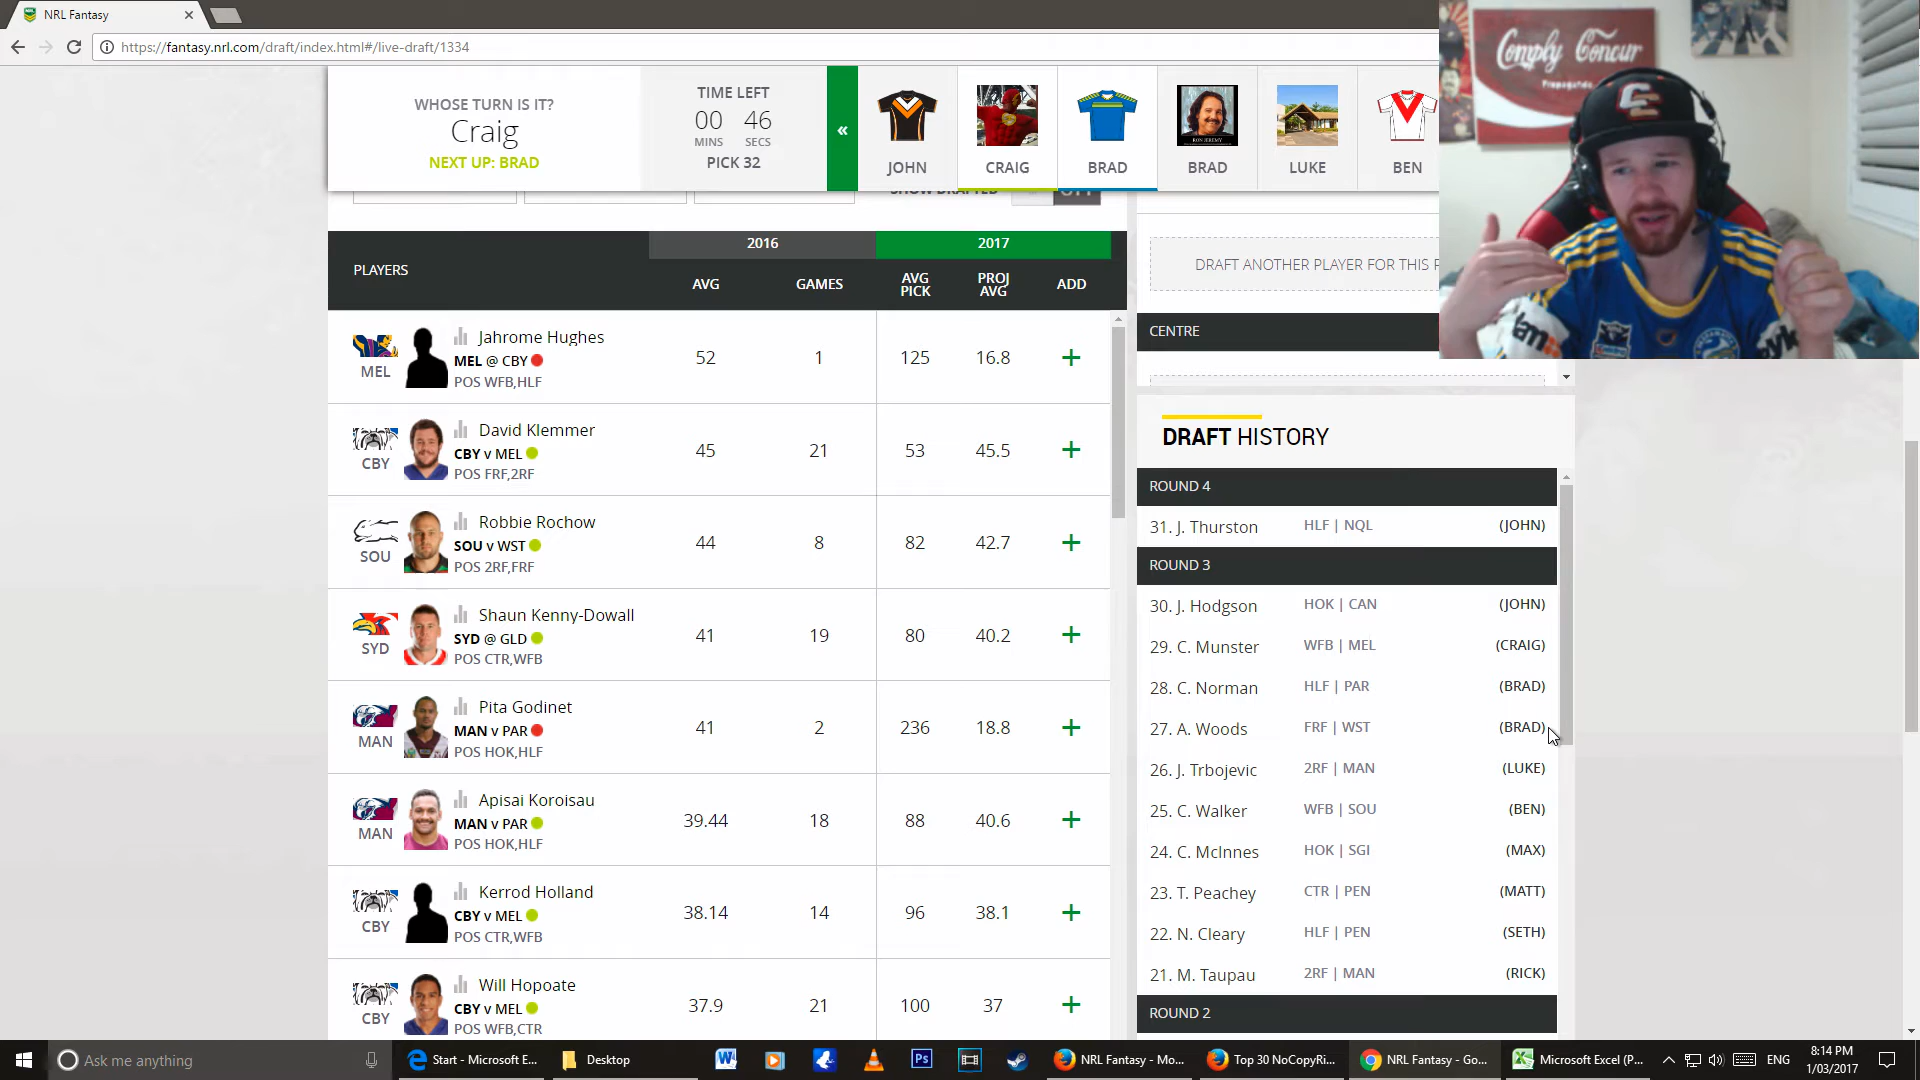 NRL Fantasy
https://fantasy.nrl.com/draft/index.html#/live-draft/1334
WHOSE TURN IS IT?
Craig
NEXT UP: BRAD
TIME LEFT
00 46
MINS SECS
PICK 32
«
JOHN
CRAIG
RON JEREMY
BRAD
BRAD
LUKE
BEN
Comply Concur
Propaganda
PLAYERS
2016
2017
AVG
GAMES
AVG PICK
PROJ AVG
ADD
MEL
Jahrome Hughes
MEL @ CBY
POS WFB,HLF
52 1 125 16.8 +
CBY
David Klemmer
CBY v MEL
POS FRF,2RF
45 21 53 45.5 +
SOU
Robbie Rochow
SOU v WST
POS 2RF,FRF
44 8 82 42.7 +
SYD
Shaun Kenny-Dowall
SYD @ GLD
POS CTR,WFB
41 19 80 40.2 +
MAN
Pita Godinet
MAN v PAR
POS HOK,HLF
41 2 236 18.8 +
MAN
Apisai Koroisau
MAN v PAR
POS HOK,HLF
39.44 18 88 40.6 +
CBY
Kerrod Holland
CBY v MEL
POS CTR,WFB
38.14 14 96 38.1 +
CBY
Will Hopoate
CBY v MEL
POS WFB,CTR
37.9 21 100 37 +
DRAFT ANOTHER PLAYER FOR THIS
CENTRE
DRAFT HISTORY
ROUND 4
31. J. Thurston HLF | NQL (JOHN)
ROUND 3
30. J. Hodgson HOK | CAN (JOHN)
29. C. Munster WFB | MEL (CRAIG)
28. C. Norman HLF | PAR (BRAD)
27. A. Woods FRF | WST (BRAD)
26. J. Trbojevic 2RF | MAN (LUKE)
25. C. Walker WFB | SOU (BEN)
24. C. McInnes HOK | SGI (MAX)
23. T. Peachey CTR | PEN (MATT)
22. N. Cleary HLF | PEN (SETH)
21. M. Taupau 2RF | MAN (RICK)
ROUND 2
Ask me anything
Start - Microsoft E...
Desktop
NRL Fantasy - Mo...
Top 30 NoCopyRi...
NRL Fantasy - Go...
Microsoft Excel (P...
ENG
8:14 PM
1/03/2017